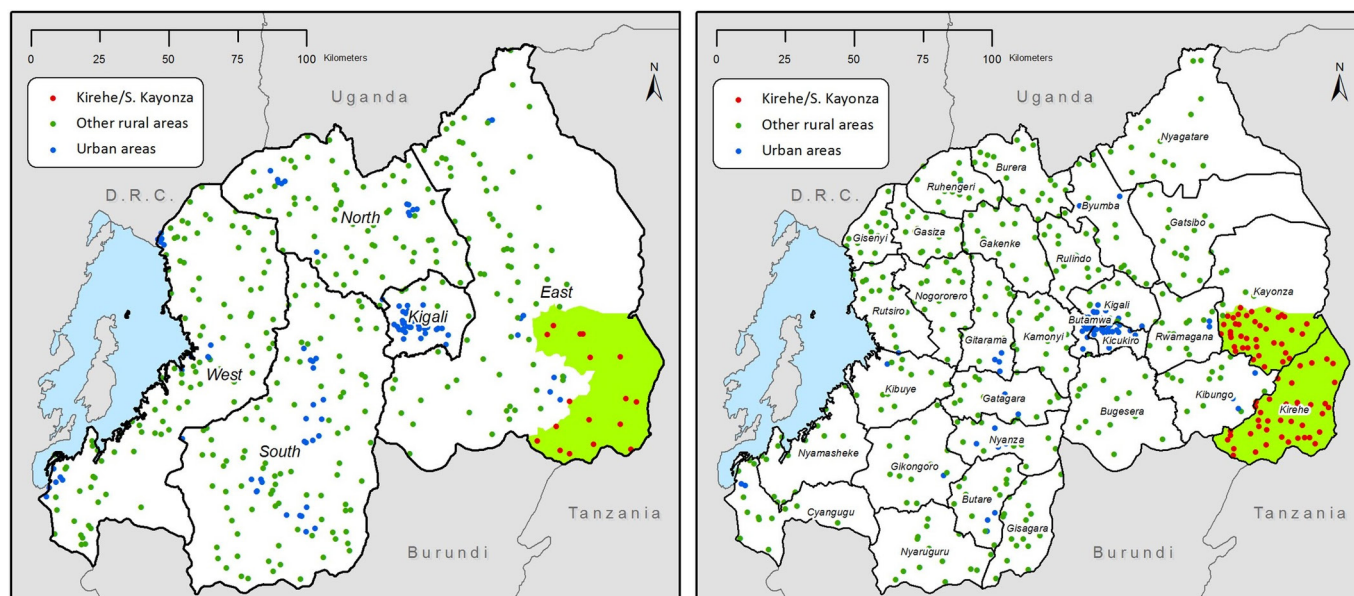 0 25 50 75 100 Kilometers
N
Kirehe/S. Kayonza
Other rural areas
Urban areas
Uganda
D.R.C.
North
East
Kigali
West
South
Tanzania
Burundi
0 25 50 75 100 Kilometers
N
Kirehe/S. Kayonza
Other rural areas
Urban areas
Uganda
Nyagatare
D.R.C.
Burera
Ruhengeri
Byumba
Gatsibo
Gisenyi
Gasiza
Gakenke
Rulindo
Kayonza
Nogororero
Rutsiro
Kigali
Butamwa
Gitarama
Kamonyi
Kicukiro
Rwamagana
Kibuye
Gatagara
Kibungo
Bugesera
Kirehe
Nyanza
Nyamasheke
Gikongoro
Butare
Cyangugu
Gisagara
Tanzania
Nyaruguru
Burundi